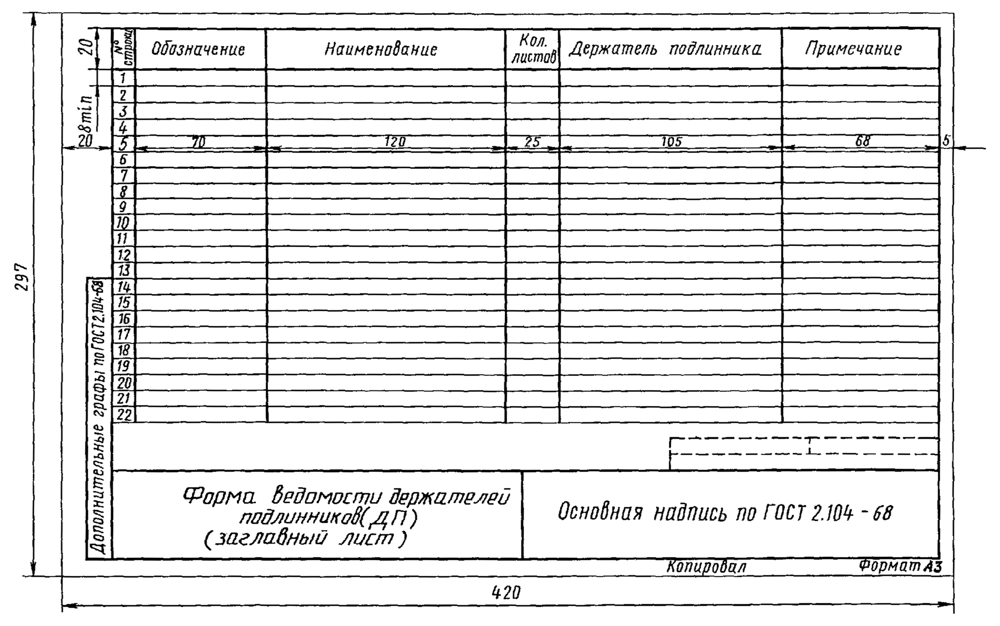 № строки
Обозначение
Наименование
Кол.
листов
Держатель подлинника
Примечание
20
1
8min
2
3
4
20
5
70
120
25
105
68
5
6
7
8
9
10
11
12
13
297
14
15
16
17
18
19
20
21
22
Дополнительные графы по ГОСТ 2.104-68
Форма ведомости держателей
подлинников(ДП)
(заглавный лист)
Основная надпись по ГОСТ 2.104 - 68
Копировал
Формат А3
420